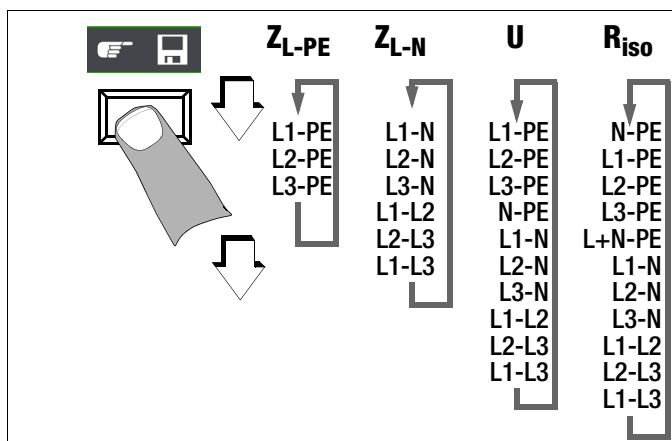 Z_L-PE
L1-PE
L2-PE
L3-PE
Z_L-N
L1-N
L2-N
L3-N
L1-L2
L2-L3
L1-L3
U
L1-PE
L2-PE
L3-PE
N-PE
L1-N
L2-N
L3-N
L1-L2
L2-L3
L1-L3
R_iso
N-PE
L1-PE
L2-PE
L3-PE
L+N-PE
L1-N
L2-N
L3-N
L1-L2
L2-L3
L1-L3